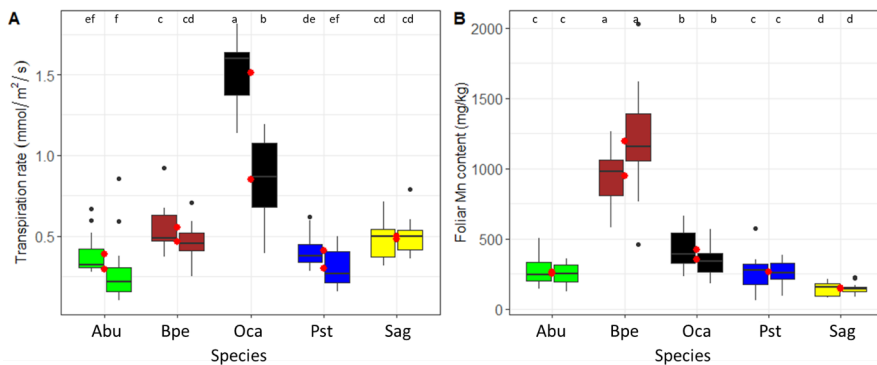 A
ef f c cd a b de ef cd cd
Transpiration rate (mmol/m²/s)
1.5
1.0
0.5
Abu Bpe Oca Pst Sag
Species
B
c c a a b b c c d d
Foliar Mn content (mg/kg)
2000
1500
1000
500
0
Abu Bpe Oca Pst Sag
Species